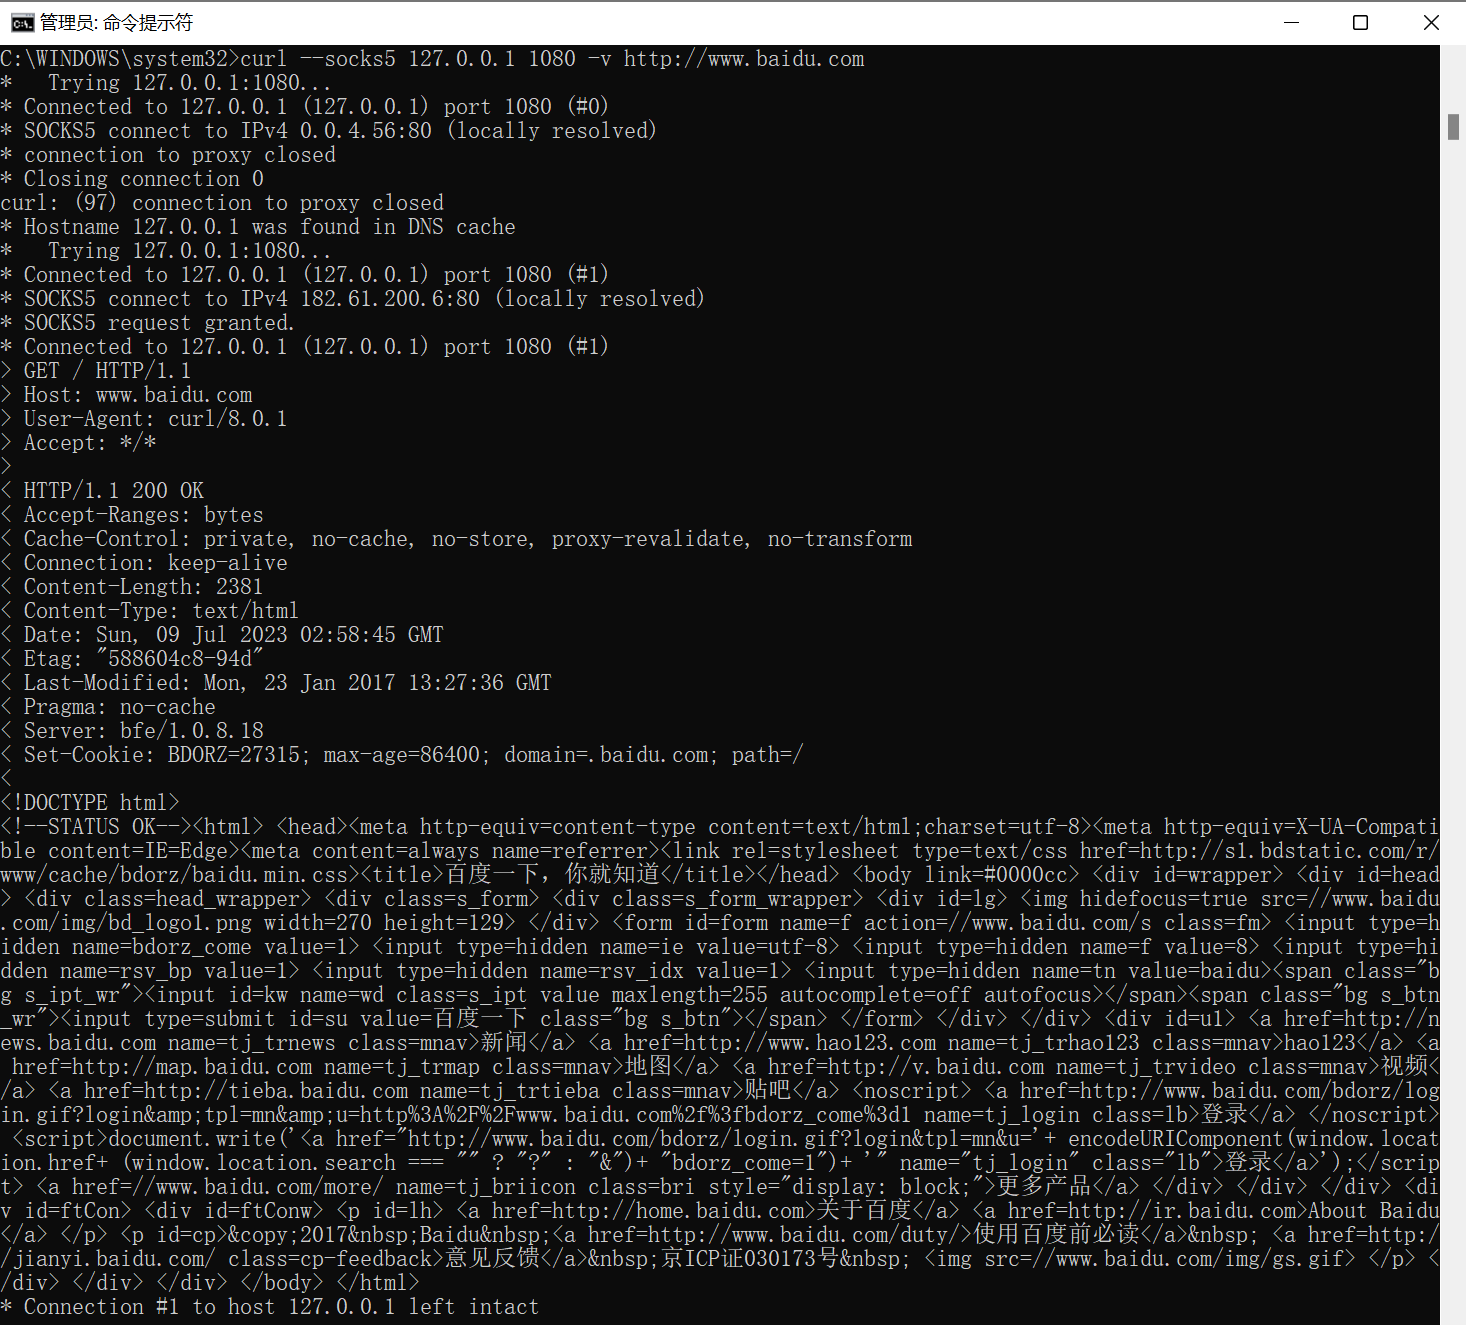 管理员: 命令提示符
C:\WINDOWS\system32>curl --socks5 127.0.0.1 1080 -v http://www.baidu.com
*   Trying 127.0.0.1:1080...
* Connected to 127.0.0.1 (127.0.0.1) port 1080 (#0)
* SOCKS5 connect to IPv4 0.0.4.56:80 (locally resolved)
* connection to proxy closed
* Closing connection 0
curl: (97) connection to proxy closed
* Hostname 127.0.0.1 was found in DNS cache
*   Trying 127.0.0.1:1080...
* Connected to 127.0.0.1 (127.0.0.1) port 1080 (#1)
* SOCKS5 connect to IPv4 182.61.200.6:80 (locally resolved)
* SOCKS5 request granted.
* Connected to 127.0.0.1 (127.0.0.1) port 1080 (#1)
> GET / HTTP/1.1
> Host: www.baidu.com
> User-Agent: curl/8.0.1
> Accept: */*
>
< HTTP/1.1 200 OK
< Accept-Ranges: bytes
< Cache-Control: private, no-cache, no-store, proxy-revalidate, no-transform
< Connection: keep-alive
< Content-Length: 2381
< Content-Type: text/html
< Date: Sun, 09 Jul 2023 02:58:45 GMT
< Etag: "588604c8-94d"
< Last-Modified: Mon, 23 Jan 2017 13:27:36 GMT
< Pragma: no-cache
< Server: bfe/1.0.8.18
< Set-Cookie: BDORZ=27315; max-age=86400; domain=.baidu.com; path=/
<
<!DOCTYPE html>
<!--STATUS OK--><html> <head><meta http-equiv=content-type content=text/html;charset=utf-8><meta http-equiv=X-UA-Compati
ble content=IE=Edge><meta content=always name=referrer><link rel=stylesheet type=text/css href=http://s1.bdstatic.com/r/
www/cache/bdorz/baidu.min.css><title>百度一下，你就知道</title></head> <body link=#0000cc> <div id=wrapper> <div id=head
> <div class=head_wrapper> <div class=s_form> <div class=s_form_wrapper> <div id=lg> <img hidefocus=true src=//www.baidu
.com/img/bd_logo1.png width=270 height=129> </div> <form id=form name=f action=//www.baidu.com/s class=fm> <input type=h
idden name=bdorz_come value=1> <input type=hidden name=ie value=utf-8> <input type=hidden name=f value=8> <input type=hi
dden name=rsv_bp value=1> <input type=hidden name=rsv_idx value=1> <input type=hidden name=tn value=baidu><span class="b
g s_ipt_wr"><input id=kw name=wd class=s_ipt value maxlength=255 autocomplete=off autofocus></span><span class="bg s_btn
_wr"><input type=submit id=su value=百度一下 class="bg s_btn"></span> </form> </div> </div> <div id=u1> <a href=http://n
ews.baidu.com name=tj_trnews class=mnav>新闻</a> <a href=http://www.hao123.com name=tj_trhao123 class=mnav>hao123</a> <a
 href=http://map.baidu.com name=tj_trmap class=mnav>地图</a> <a href=http://v.baidu.com name=tj_trvideo class=mnav>视频<
/a> <a href=http://tieba.baidu.com name=tj_trtieba class=mnav>贴吧</a> <noscript> <a href=http://www.baidu.com/bdorz/log
in.gif?login&amp;tpl=mn&amp;u=http%3A%2F%2Fwww.baidu.com%2f%3fbdorz_come%3d1 name=tj_login class=lb>登录</a> </noscript>
 <script>document.write('<a href="http://www.baidu.com/bdorz/login.gif?login&tpl=mn&u='+ encodeURIComponent(window.locat
ion.href+ (window.location.search === "" ? "?" : "&")+ "bdorz_come=1")+ '" name="tj_login" class="lb">登录</a>');</scrip
t> <a href=//www.baidu.com/more/ name=tj_briicon class=bri style="display: block;">更多产品</a> </div> </div> </div> <di
v id=ftCon> <div id=ftConw> <p id=lh> <a href=http://home.baidu.com>关于百度</a> <a href=http://ir.baidu.com>About Baidu
</a> </p> <p id=cp>&copy;2017&nbsp;Baidu&nbsp;<a href=http://www.baidu.com/duty/>使用百度前必读</a>&nbsp; <a href=http:/
/jianyi.baidu.com/ class=cp-feedback>意见反馈</a>&nbsp;京ICP证030173号&nbsp; <img src=//www.baidu.com/img/gs.gif> </p> <
/div> </div> </div> </body> </html>
* Connection #1 to host 127.0.0.1 left intact